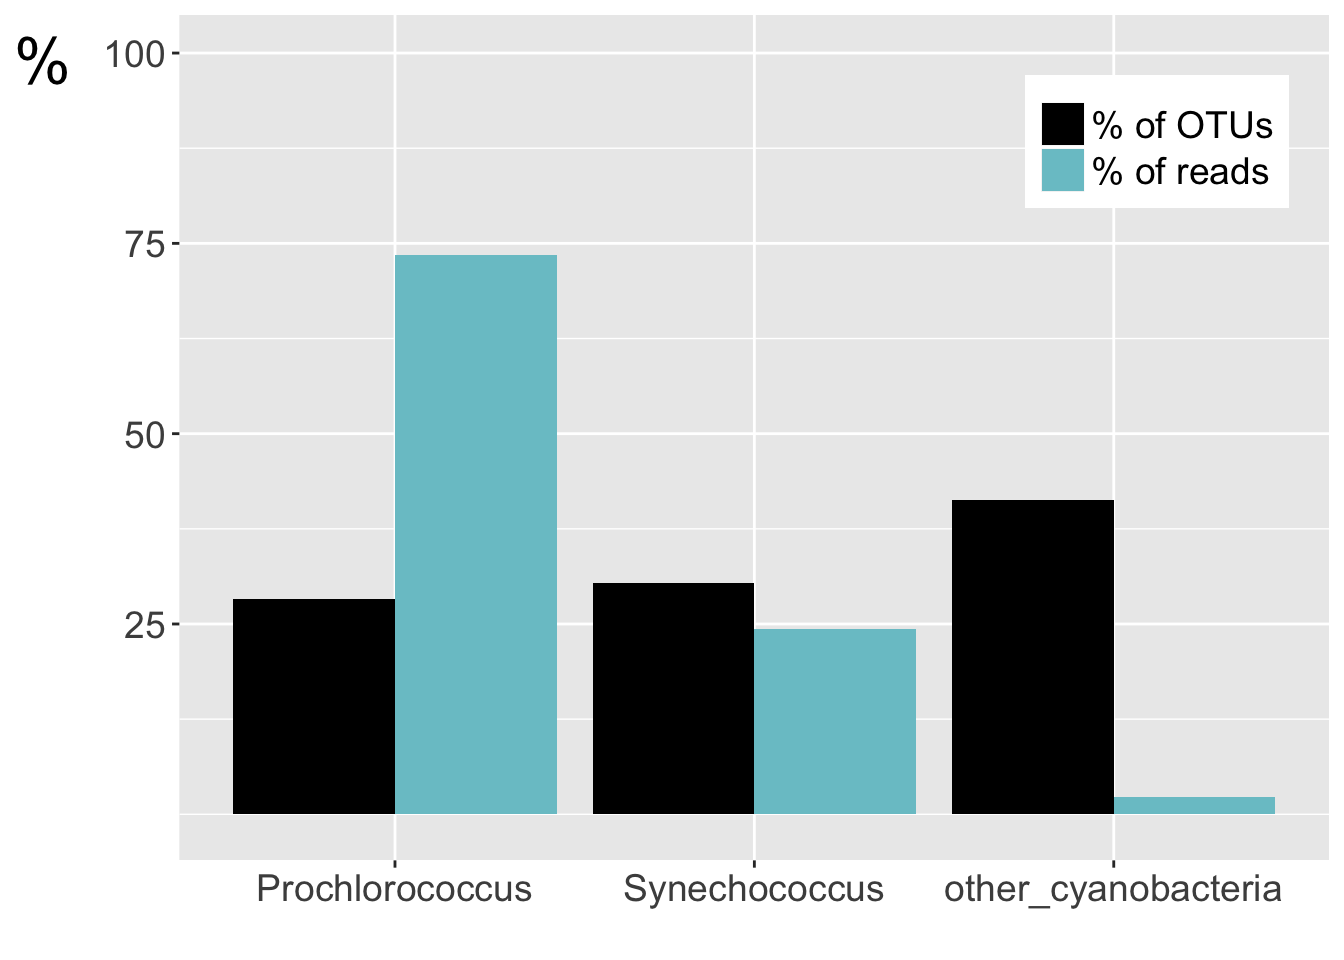 %
100
75
50
25
% of OTUs
% of reads
Prochlorococcus
Synechococcus
other_cyanobacteria